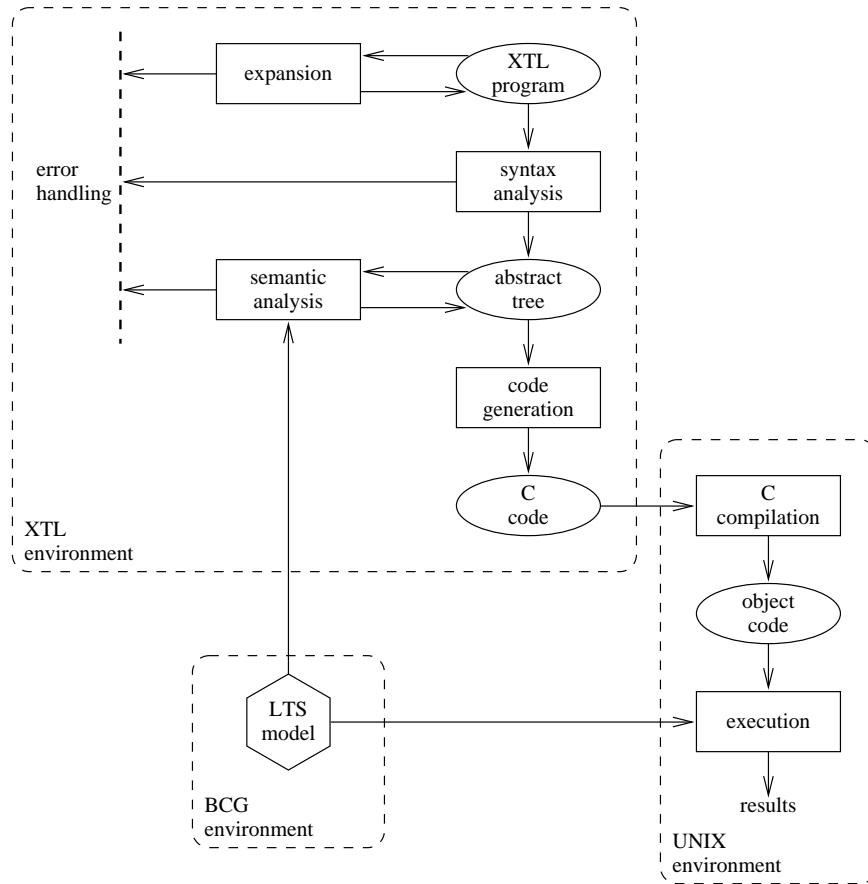 XTL
program
expansion
error
handling
syntax
analysis
semantic
analysis
abstract
tree
code
generation
C
code
C
compilation
XTL
environment
object
code
LTS
model
execution
BCG
environment
results
UNIX
environment